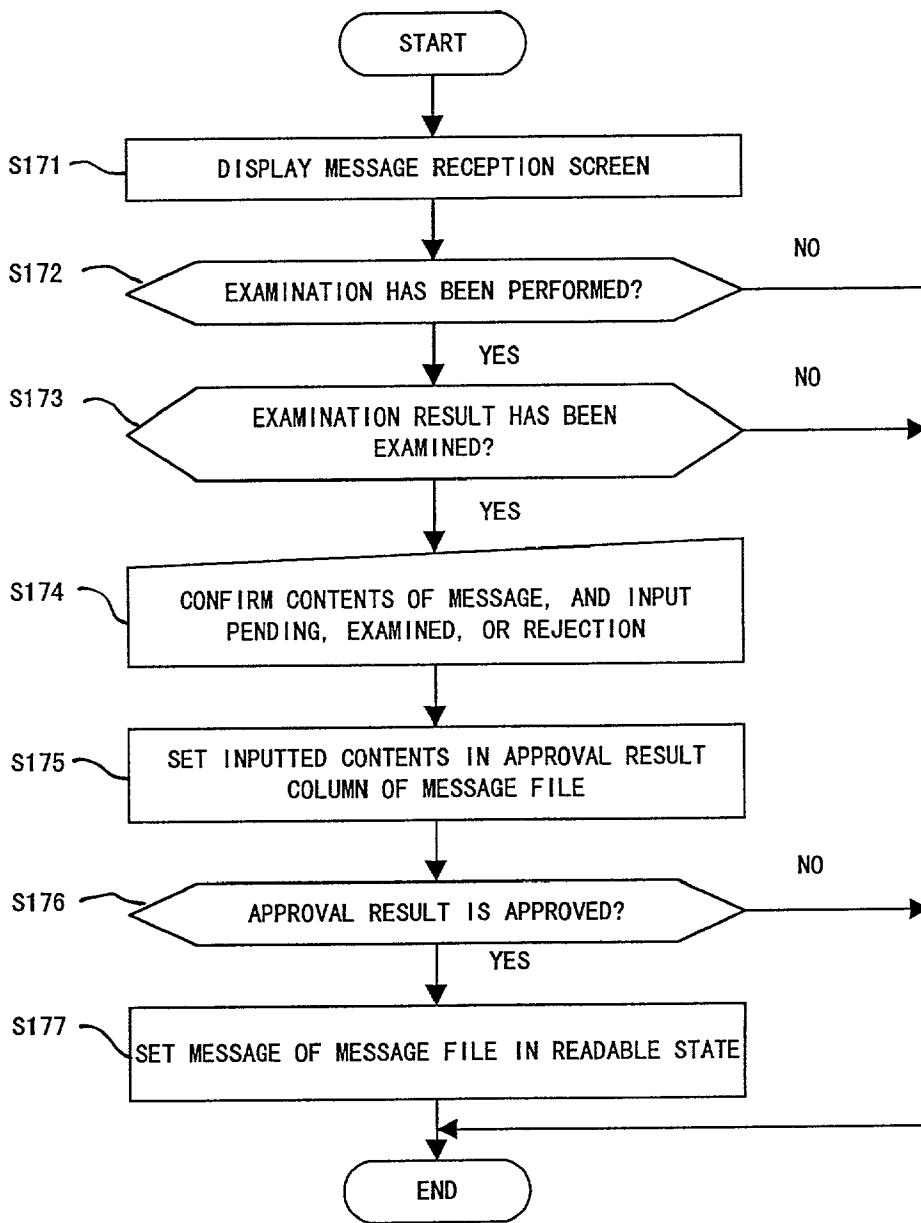 START
S171
DISPLAY MESSAGE RECEPTION SCREEN
NO
S172
EXAMINATION HAS BEEN PERFORMED?
YES
NO
S173
EXAMINATION RESULT HAS BEEN
EXAMINED?
YES
S174
CONFIRM CONTENTS OF MESSAGE, AND INPUT
PENDING, EXAMINED, OR REJECTION
S175
SET INPUTTED CONTENTS IN APPROVAL RESULT
COLUMN OF MESSAGE FILE
NO
S176
APPROVAL RESULT IS APPROVED?
YES
S177
SET MESSAGE OF MESSAGE FILE IN READABLE STATE
END